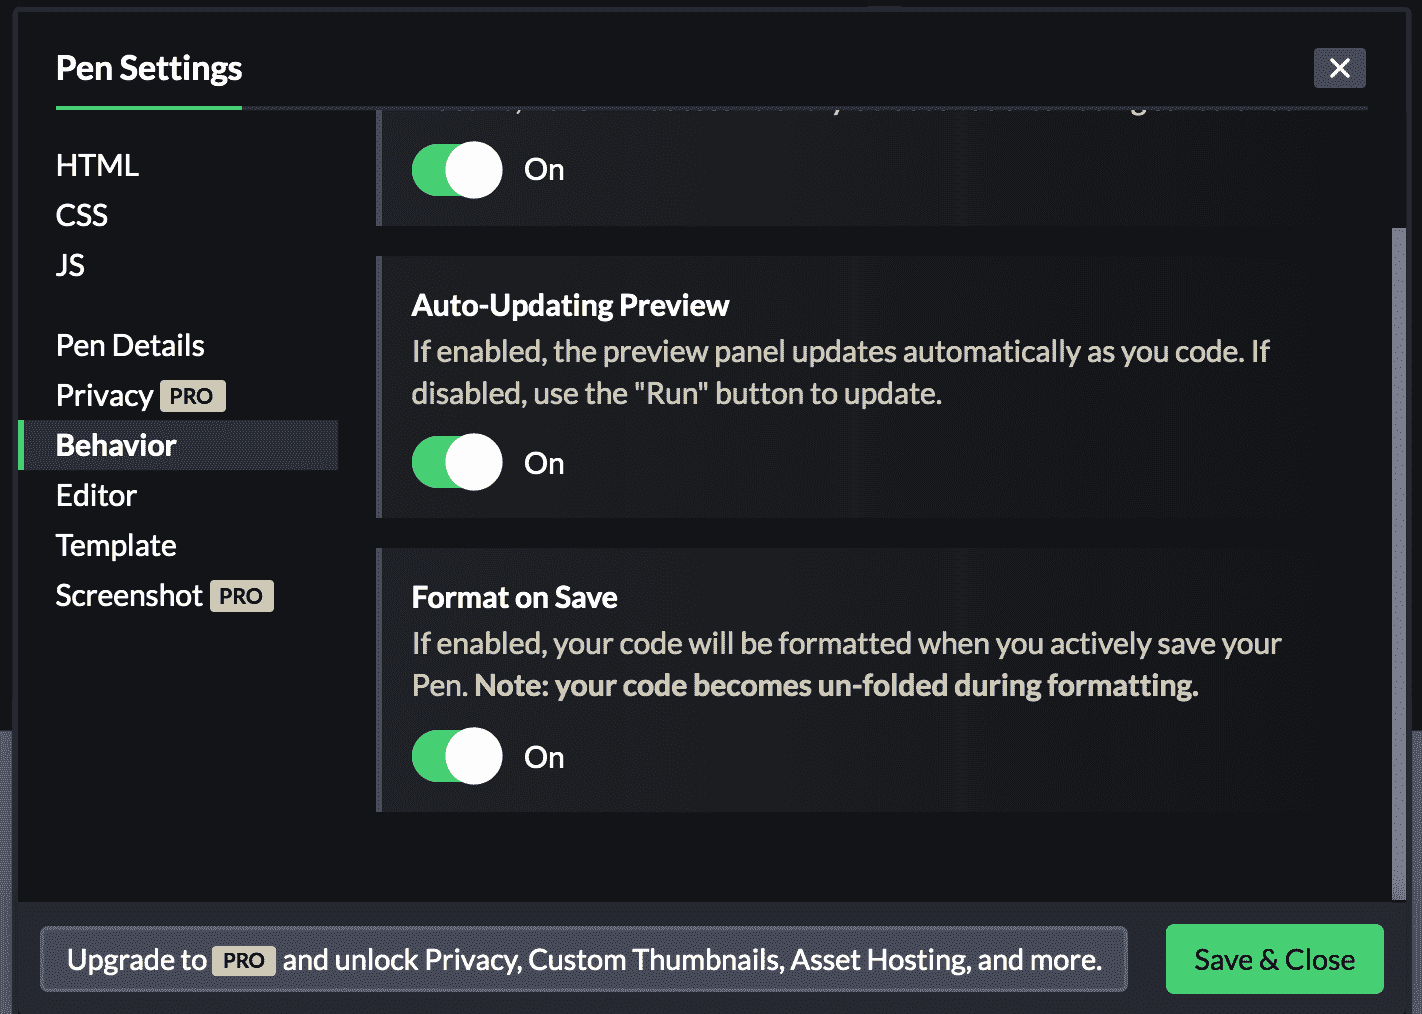 Pen Settings
HTML
CSS
JS
Pen Details
Privacy PRO
Behavior
Editor
Template
Screenshot PRO
On
Auto-Updating Preview
If enabled, the preview panel updates automatically as you code. If
disabled, use the "Run" button to update.
On
Format on Save
If enabled, your code will be formatted when you actively save your
Pen. Note: your code becomes un-folded during formatting.
On
Upgrade to PRO and unlock Privacy, Custom Thumbnails, Asset Hosting, and more.
Save & Close